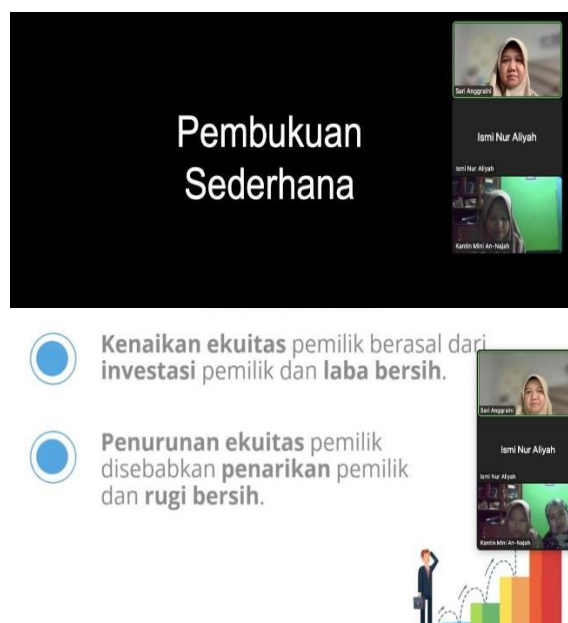 Pembukuan
Sederhana
Sari Anggraini
Ismi Nur Aliyah
Ismi Nur Aliyah
Kantin Mini An-Najah
Kenaikan ekuitas pemilik berasal dari
investasi pemilik dan laba bersih.
Penurunan ekuitas pemilik
disebabkan penarikan pemilik
dan rugi bersih.
Sari Anggraini
Ismi Nur Aliyah
Ismi Nur Aliyah
Kantin Mini An-Najah